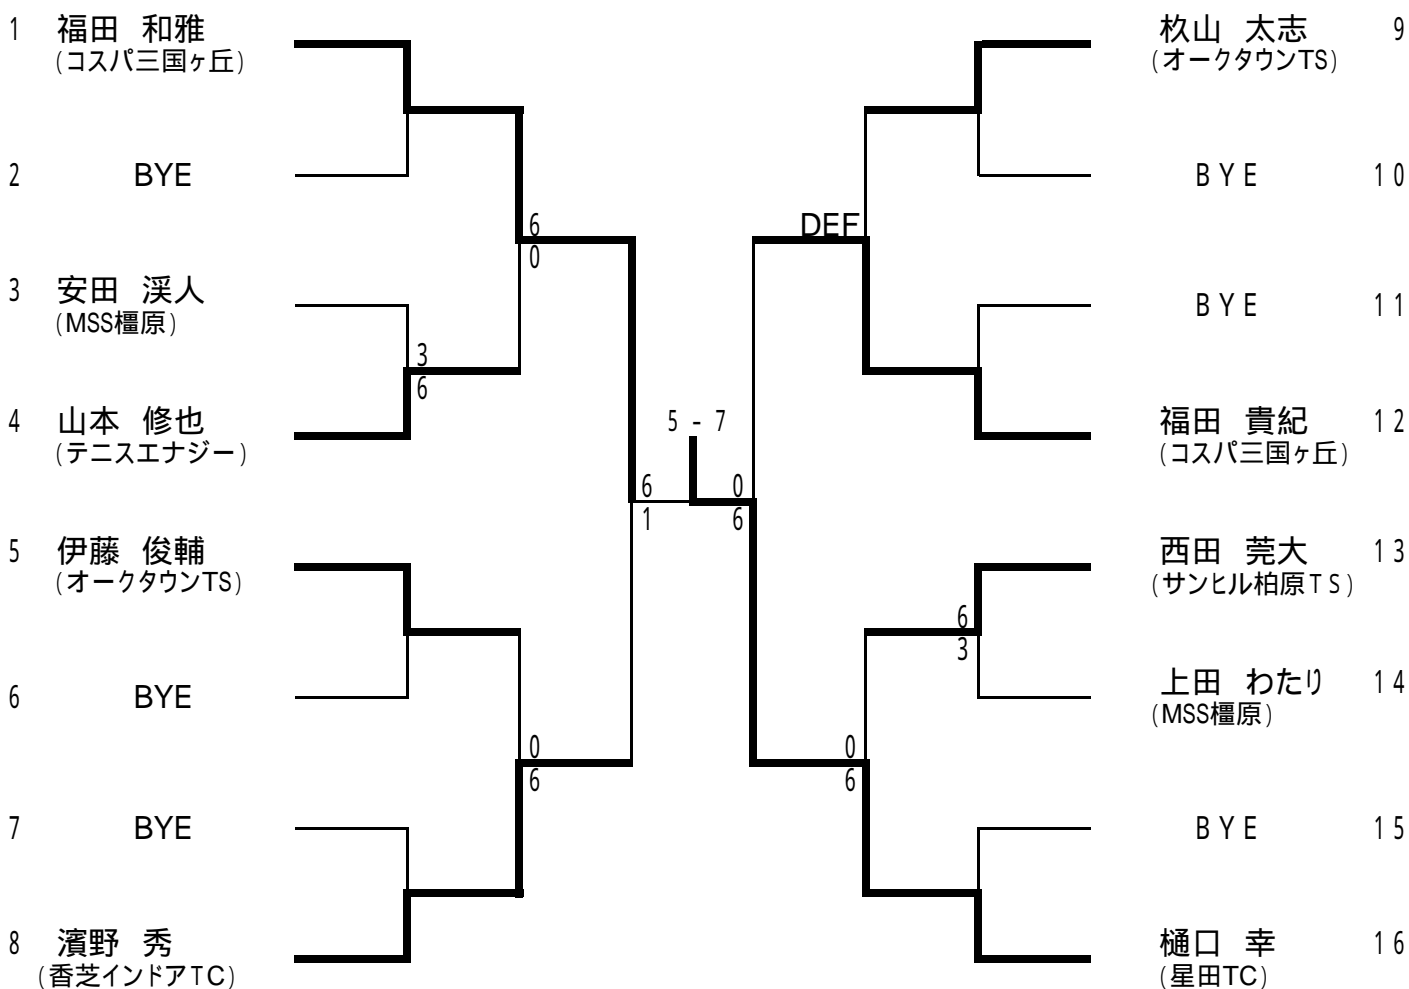 1 福田 和雅
(コスパ三国ヶ丘)
2 BYE
3 安田 渓人
(MSS橿原)
4 山本 修也
(テニスエナジー)
5 伊藤 俊輔
(オークタウンTS)
6 BYE
7 BYE
8 濱野 秀
(香芝インドアTC)
6
0
3
6
0
6
6
1
5 - 7
0
6
DEF
6
3
0
6
杦山 太志 9
(オークタウンTS)
BYE 10
BYE 11
福田 貴紀 12
(コスパ三国ヶ丘)
西田 莞大 13
(サンヒル柏原TS)
上田 わたり 14
(MSS橿原)
BYE 15
樋口 幸 16
(星田TC)